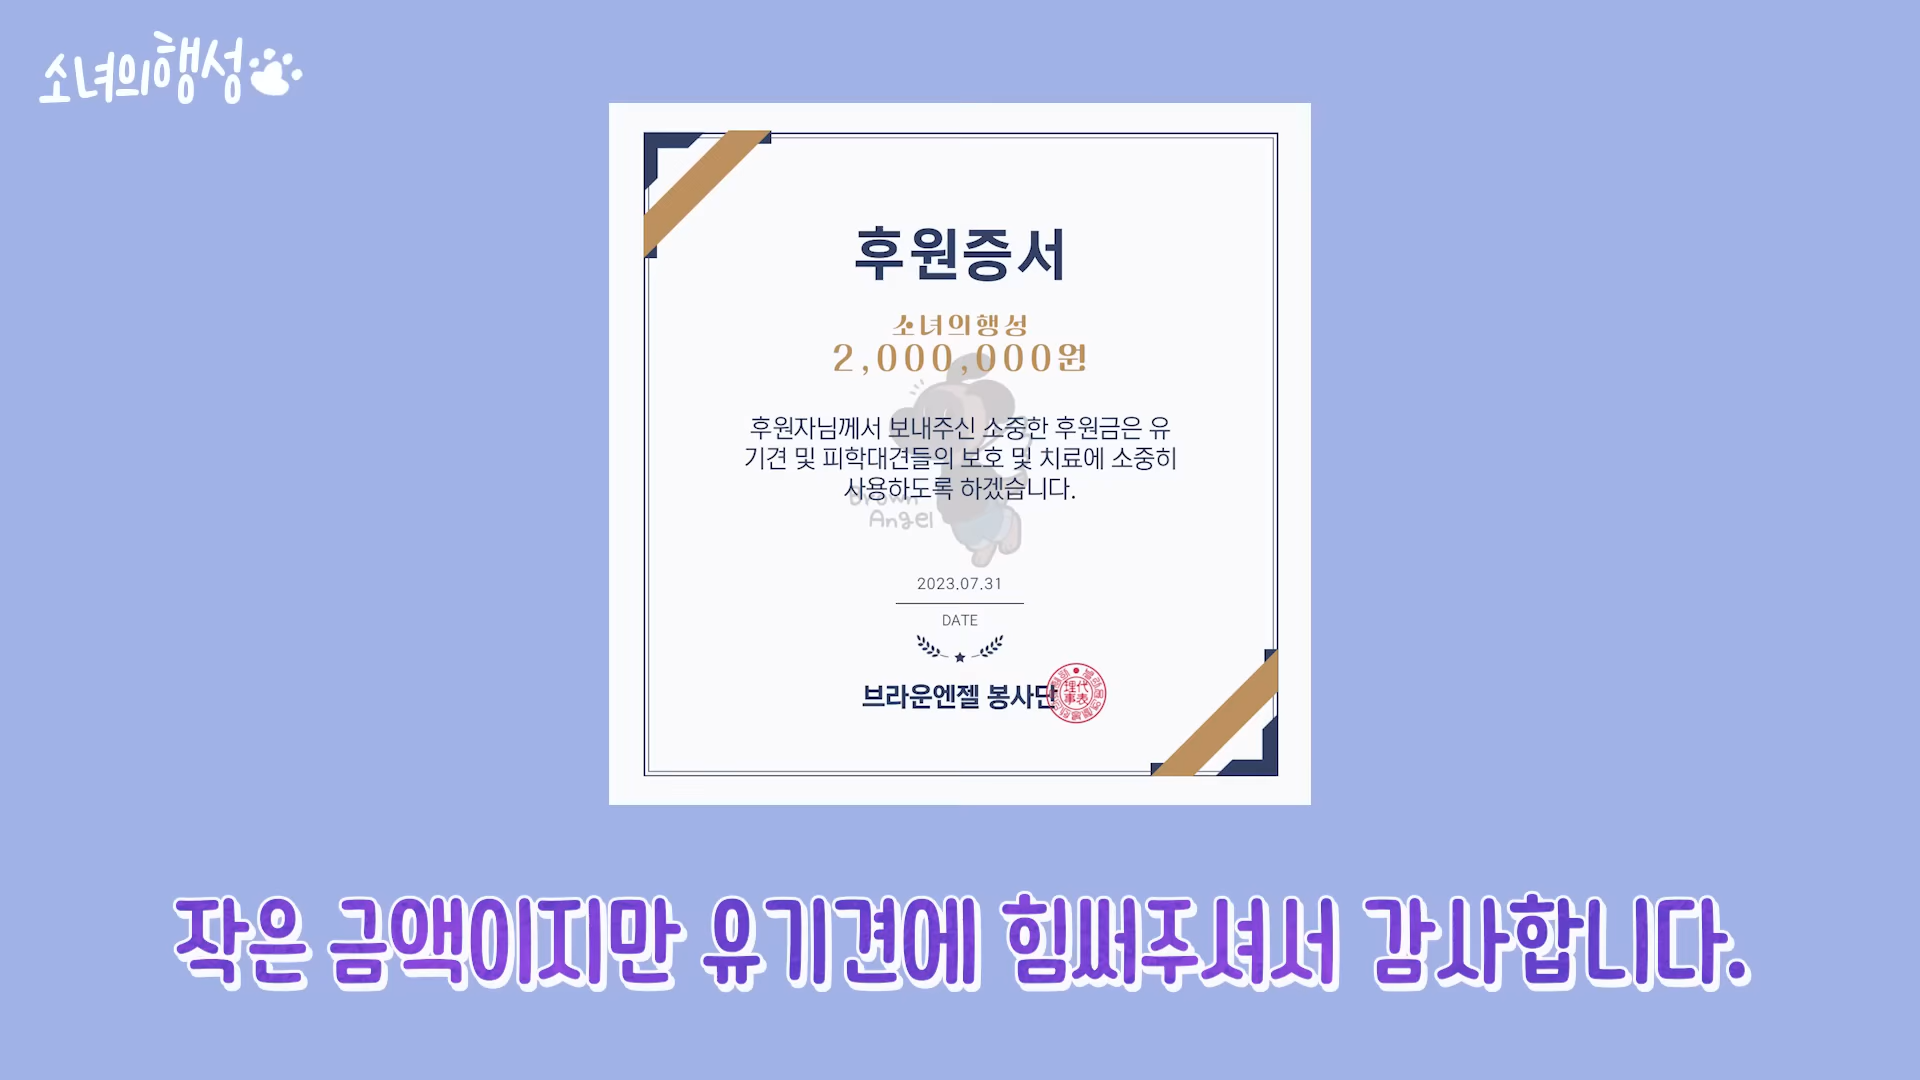 소녀의행성
후원증서
소녀의행성
2,000,000원
후원자님께서 보내주신 소중한 후원금은 유
기견 및 피학대견들의 보호 및 치료에 소중히
사용하도록 하겠습니다.
Brown
Angel
2023.07.31
DATE
브라운엔젤 봉사단
代表
理事
작은 금액이지만 유기견에 힘써주셔서 감사합니다.